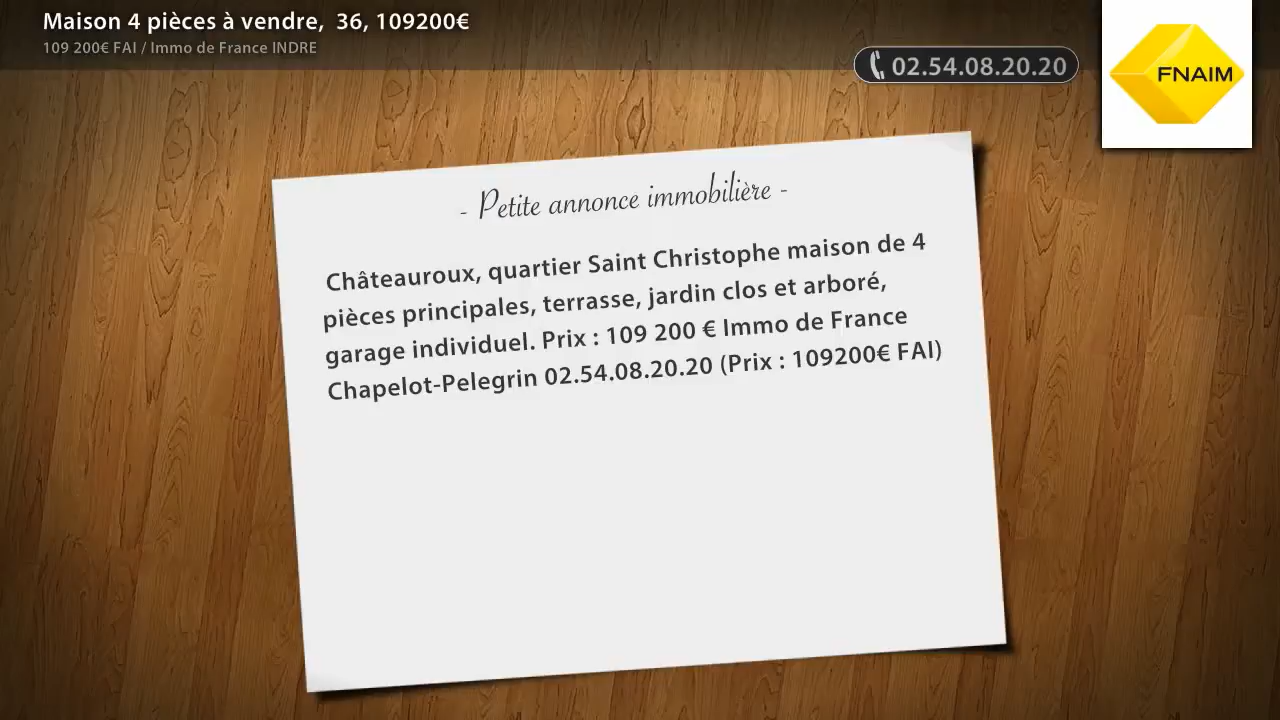 Maison 4 pièces à vendre,  36, 109200€
109 200€ FAI / Immo de France INDRE
02.54.08.20.20
FNAIM
- Petite annonce immobilière -
Châteauroux, quartier Saint Christophe maison de 4
pièces principales, terrasse, jardin clos et arboré,
garage individuel. Prix : 109 200 € Immo de France
Chapelot-Pelegrin 02.54.08.20.20 (Prix : 109200€ FAI)